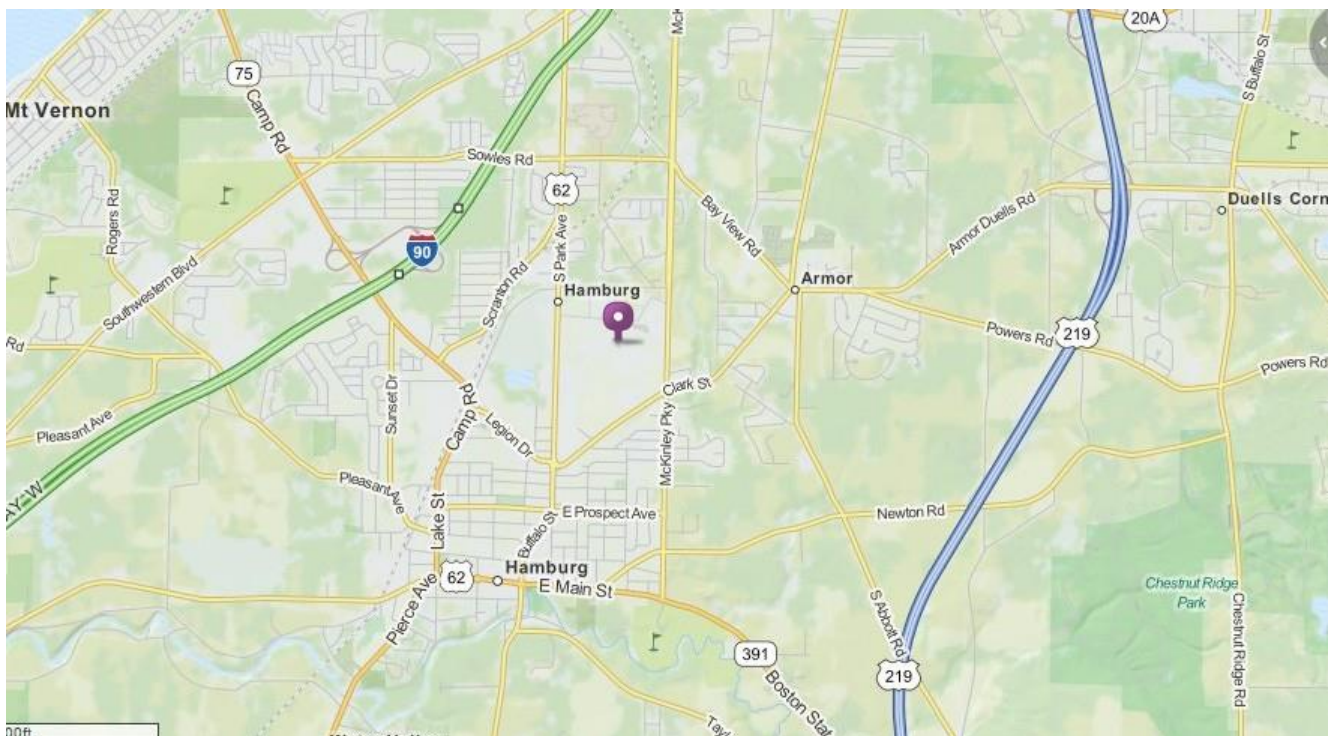 20A
McK
S Buffalo St
75
Camp Rd
Mt Vernon
Sowles Rd
62
Rogers Rd
S Park Ave
Bay View Rd
Armor Duells Rd
Duells Corn
90
Southwestern Blvd
Scranton Rd
Hamburg
Armor
Rd
219
Powers Rd
Powers Rd
Sunset Dr
Camp Rd
Clark St
Pleasant Ave
Legion Dr
McKinley Pky
Pleasant Ave
AY W
Lake St
E Prospect Ave
Newton Rd
Buffalo St
62
Hamburg
E Main St
Chestnut Ridge
Park
Pierce Ave
S Abbott Rd
Chestnut Ridge Rd
391
219
Boston Stat
Tayl
00ft